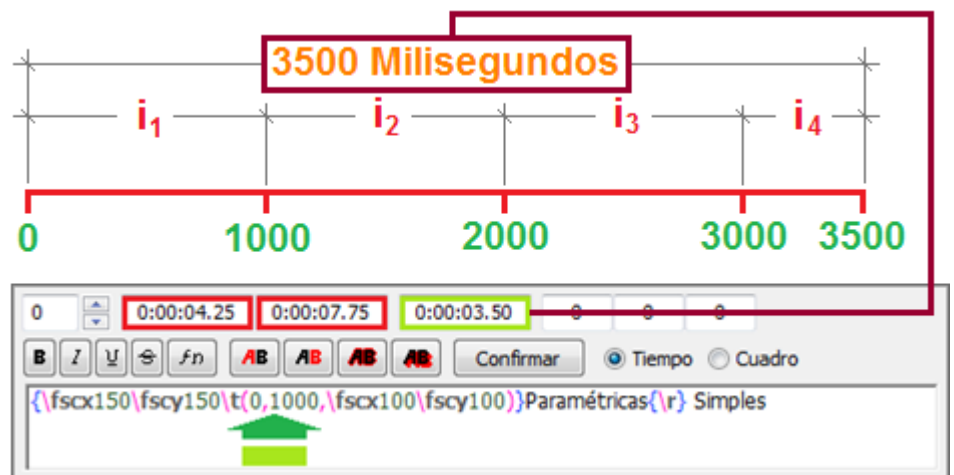 3500 Milisegundos
i1 i2 i3 i4
0 1000 2000 3000 3500
0 0:00:04.25 0:00:07.75 0:00:03.50 0 0 0
B I U S fn AB AB AB AB Confirmar Tiempo Cuadro
{\fscx150\fscy150\t(0,1000,\fscx100\fscy100)}Paramétricas{\r} Simples